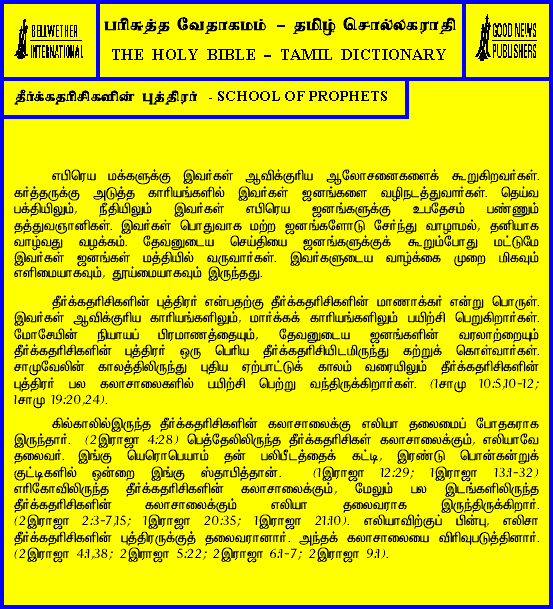 BELLWETHER
INTERNATIONAL
பரிசுத்த வேதாகமம் – தமிழ் சொல்லகராதி
THE HOLY BIBLE – TAMIL DICTIONARY
GOOD NEWS
PUBLISHERS
தீர்க்கதரிசிகளின் புத்திரர் - SCHOOL OF PROPHETS
எபிரெய மக்களுக்கு இவர்கள் ஆவிக்குரிய ஆலோசனைகளைக் கூறுகிறவர்கள்.
கர்த்தருக்கு அடுத்த காரியங்களில் இவர்கள் ஜனங்களை வழிநடத்துவார்கள். தெய்வ
பக்தியிலும், நீதியிலும் இவர்கள் எபிரெய ஜனங்களுக்கு உபதேசம் பண்ணும்
தத்துவஞானிகள். இவர்கள் பொதுவாக மற்ற ஜனங்களோடு சேர்ந்து வாழாமல், தனியாக
வாழ்வது வழக்கம். தேவனுடைய செய்தியை ஜனங்களுக்குக் கூறும்போது மட்டுமே
இவர்கள் ஜனங்கள் மத்தியில் வருவார்கள். இவர்களுடைய வாழ்க்கை முறை மிகவும்
எளிமையாகவும், தூய்மையாகவும் இருந்தது.
தீர்க்கதரிசிகளின் புத்திரர் என்பதற்கு தீர்க்கதரிசிகளின் மாணாக்கர் என்று பொருள்.
இவர்கள் ஆவிக்குரிய காரியங்களிலும், மார்க்கக் காரியங்களிலும் பயிற்சி பெறுகிறார்கள்.
மோசேயின் நியாயப் பிரமாணத்தையும், தேவனுடைய ஜனங்களின் வரலாற்றையும்
தீர்க்கதரிசிகளின் புத்திரர் ஒரு பெரிய தீர்க்கதரிசியிடமிருந்து கற்றுக் கொள்வார்கள்.
சாமுவேலின் காலத்திலிருந்து புதிய ஏற்பாட்டுக் காலம் வரையிலும் தீர்க்கதரிசிகளின்
புத்திரர் பல கலாசாலைகளில் பயிற்சி பெற்று வந்திருக்கிறார்கள். (1சாமு 10:5,10-12;
1சாமு 19:20,24).
கில்காலில்இருந்த தீர்க்கதரிசிகளின் கலாசாலைக்கு எலியா தலைமைப் போதகராக
இருந்தார். (2இராஜா 4:28) பெத்தேலிலிருந்த தீர்க்கதரிசிகள் கலாசாலைக்கும், எலியாவே
தலைவர். இங்கு யெரொபெயாம் தன் பலிபீடத்தைக் கட்டி, இரண்டு பொன்கன்றுக்
குட்டிகளில் ஒன்றை இங்கு ஸ்தாபித்தான். (1இராஜா 12:29; 1இராஜா 13:1-32)
எரிகோவிலிருந்த தீர்க்கதரிசிகளின் கலாசாலைக்கும், மேலும் பல இடங்களிலிருந்த
தீர்க்கதரிசிகளின் கலாசாலைக்கும் எலியா தலைவராக இருந்திருக்கிறார்.
(2இராஜா 2:3-7,15; 1இராஜா 20:35; 1இராஜா 21:10). எலியாவிற்குப் பின்பு, எலிசா
தீர்க்கதரிசிகளின் புத்திரருக்குத் தலைவரானார். அந்தக் கலாசாலையை விரிவுபடுத்தினார்.
(2இராஜா 4:1,38; 2இராஜா 5:22; 2இராஜா 6:1-7; 2இராஜா 9:1).